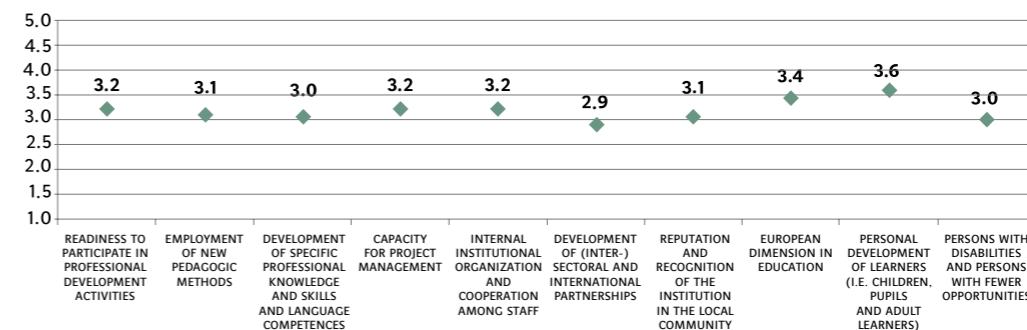 5.0
4.5
4.0
3.5
3.0
2.5
2.0
1.5
1.0
3.2
3.1
3.0
3.2
3.2
2.9
3.1
3.4
3.6
3.0
READINESS TO
PARTICIPATE IN
PROFESSIONAL
DEVELOPMENT
ACTIVITIES
EMPLOYMENT
OF NEW
PEDAGOGIC
METHODS
DEVELOPMENT
OF SPECIFIC
PROFESSIONAL
KNOWLEDGE
AND SKILLS
AND LANGUAGE
COMPETENCES
CAPACITY
FOR PROJECT
MANAGEMENT
INTERNAL
INSTITUTIONAL
ORGANIZATION
AND
COOPERATION
AMONG STAFF
DEVELOPMENT
OF (INTER-)
SECTORAL AND
INTERNATIONAL
PARTNERSHIPS
REPUTATION
AND
RECOGNITION
OF THE
INSTITUTION
IN THE LOCAL
COMMUNITY
EUROPEAN
DIMENSION IN
EDUCATION
PERSONAL
DEVELOPMENT
OF LEARNERS
(I.E. CHILDREN,
PUPILS
AND ADULT
LEARNERS)
PERSONS WITH
DISABILITIES
AND PERSONS
WITH FEWER
OPPORTUNITIES